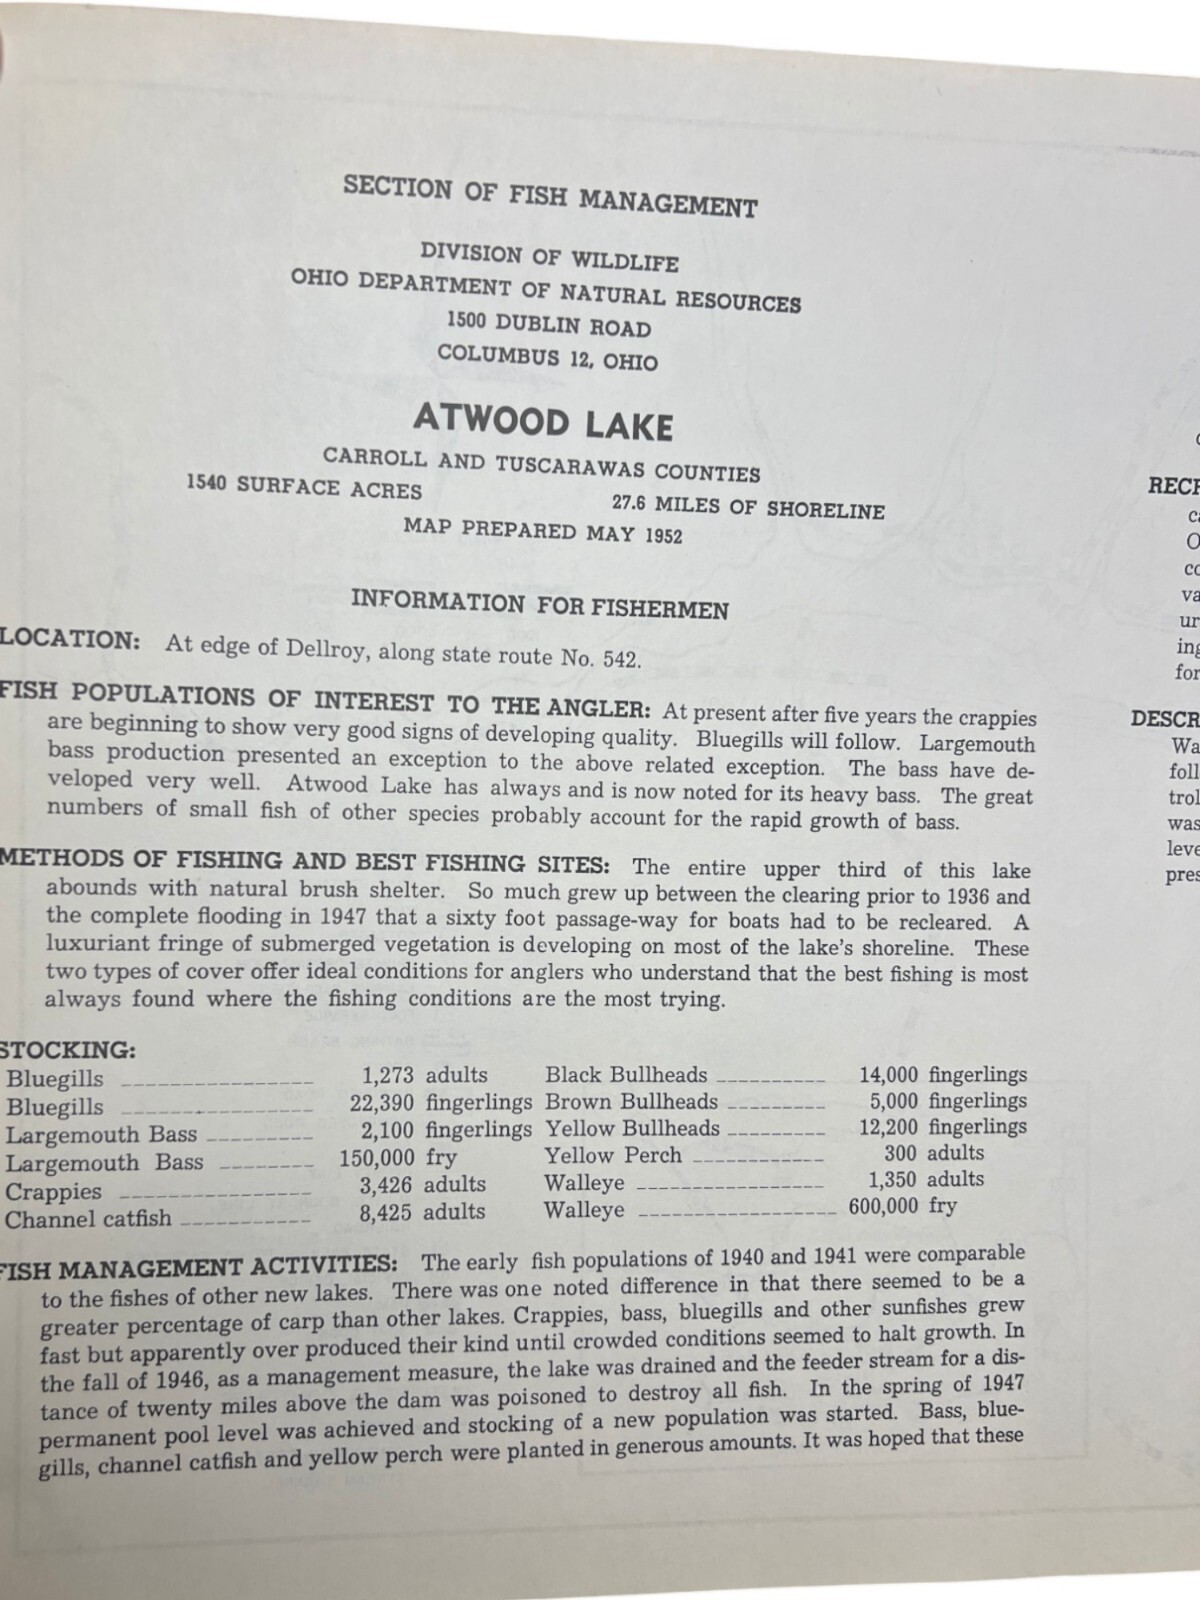 SECTION OF FISH MANAGEMENT
DIVISION OF WILDLIFE
OHIO DEPARTMENT OF NATURAL RESOURCES
1500 DUBLIN ROAD
COLUMBUS 12, OHIO
ATWOOD LAKE
CARROLL AND TUSCARAWAS COUNTIES
1540 SURFACE ACRES 27.6 MILES OF SHORELINE
MAP PREPARED MAY 1952
INFORMATION FOR FISHERMEN
LOCATION: At edge of Dellroy, along state route No. 542.
FISH POPULATIONS OF INTEREST TO THE ANGLER: At present after five years the crappies
are beginning to show very good signs of developing quality. Bluegills will follow. Largemouth
bass production presented an exception to the above related exception. The bass have de-
veloped very well. Atwood Lake has always and is now noted for its heavy bass. The great
numbers of small fish of other species probably account for the rapid growth of bass.
METHODS OF FISHING AND BEST FISHING SITES: The entire upper third of this lake
abounds with natural brush shelter. So much grew up between the clearing prior to 1936 and
the complete flooding in 1947 that a sixty foot passage-way for boats had to be recleared. A
luxuriant fringe of submerged vegetation is developing on most of the lake's shoreline. These
two types of cover offer ideal conditions for anglers who understand that the best fishing is most
always found where the fishing conditions are the most trying.
STOCKING:
Bluegills 1,273 adults Black Bullheads 14,000 fingerlings
Bluegills 22,390 fingerlings Brown Bullheads 5,000 fingerlings
Largemouth Bass 2,100 fingerlings Yellow Bullheads 12,200 fingerlings
Largemouth Bass 150,000 fry Yellow Perch 300 adults
Crappies 3,426 adults Walleye 1,350 adults
Channel catfish 8,425 adults Walleye 600,000 fry
FISH MANAGEMENT ACTIVITIES: The early fish populations of 1940 and 1941 were comparable
to the fishes of other new lakes. There was one noted difference in that there seemed to be a
greater percentage of carp than other lakes. Crappies, bass, bluegills and other sunfishes grew
fast but apparently over produced their kind until crowded conditions seemed to halt growth. In
the fall of 1946, as a management measure, the lake was drained and the feeder stream for a dis-
tance of twenty miles above the dam was poisoned to destroy all fish. In the spring of 1947
permanent pool level was achieved and stocking of a new population was started. Bass, blue-
gills, channel catfish and yellow perch were planted in generous amounts. It was hoped that these